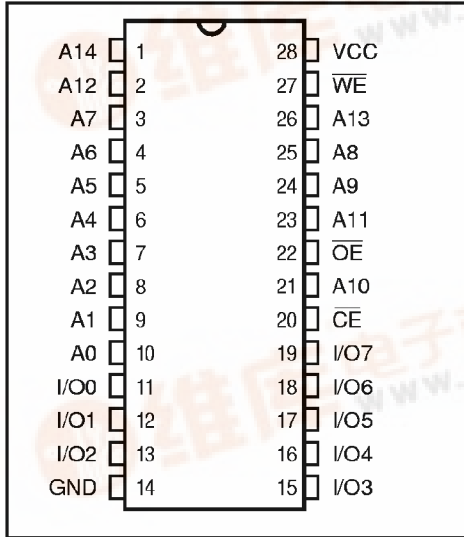 A14 1 28 VCC
A12 2 27 WE
A7 3 26 A13
A6 4 25 A8
A5 5 24 A9
A4 6 23 A11
A3 7 22 OE
A2 8 21 A10
A1 9 20 CE
A0 10 19 I/O7
I/O0 11 18 I/O6
I/O1 12 17 I/O5
I/O2 13 16 I/O4
GND 14 15 I/O3